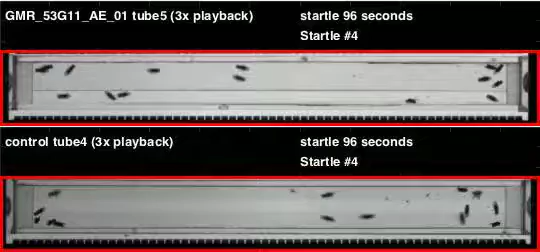 GMR_53G11_AE_01 tube5 (3x playback)
startle 96 seconds
Startle #4
control tube4 (3x playback)
startle 96 seconds
Startle #4